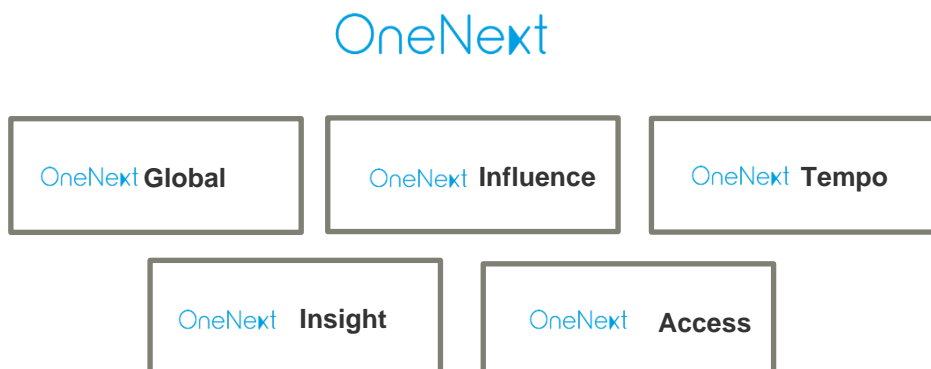 OneNext
OneNext Global
OneNext Influence
OneNext Tempo
OneNext Insight
OneNext Access